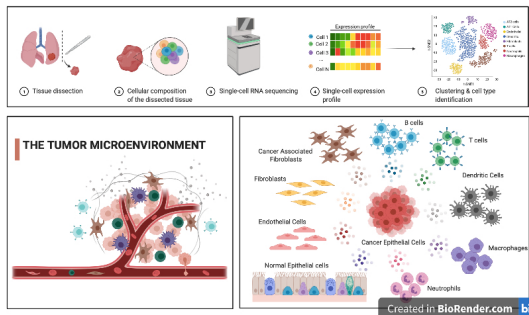 Expression profile
Cell 1
Cell 2
Cell 3
...
Cell N
1 Tissue dissection
2 Cellular composition
of the dissected tissue
3 Single-cell RNA sequencing
4 Single-cell expression
profile
5 Clustering & cell type
identification
THE TUMOR MICROENVIRONMENT
B cells
Cancer Associated
Fibroblasts
T cells
Fibroblasts
Dendritic Cells
Endothelial Cells
Cancer Epithelial Cells
Macrophages
Normal Epithelial cells
Neutrophils
Created in BioRender.com